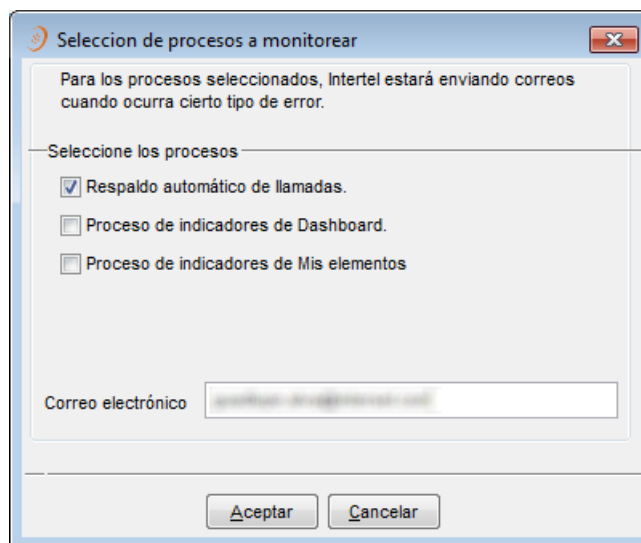 Seleccion de procesos a monitorear
Para los procesos seleccionados, Intertel estará enviando correos
cuando ocurra cierto tipo de error.
Seleccione los procesos
Respaldo automático de llamadas.
Proceso de indicadores de Dashboard.
Proceso de indicadores de Mis elementos
Correo electrónico
Aceptar Cancelar